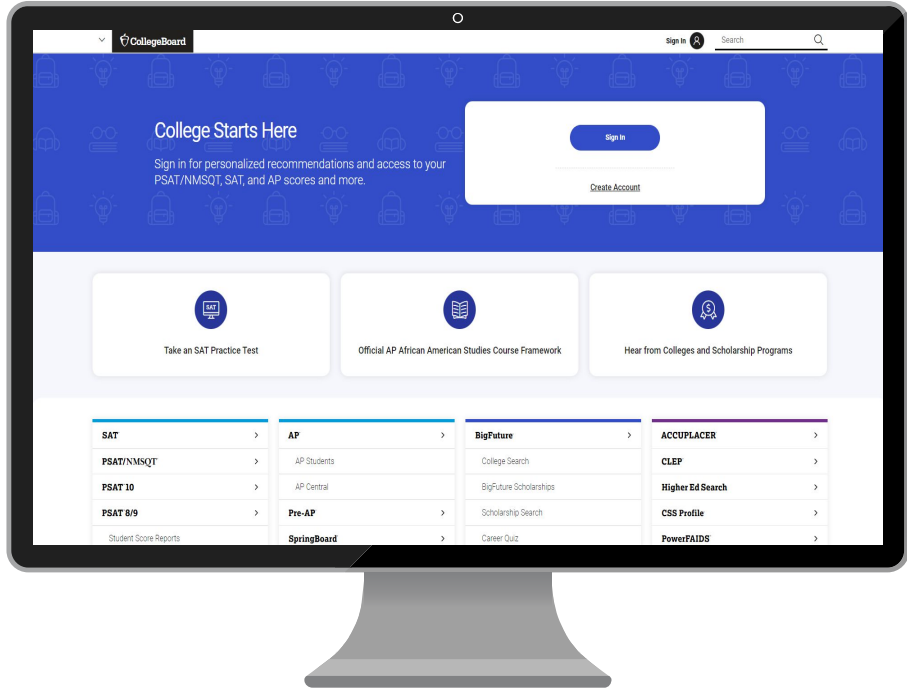 CollegeBoard
Sign In
Search
College Starts Here
Sign in for personalized recommendations and access to your
PSAT/NMSQT, SAT, and AP scores and more.
Sign In
Create Account
SAT
Take an SAT Practice Test
Official AP African American Studies Course Framework
Hear from Colleges and Scholarship Programs
SAT
PSAT/NMSQT
PSAT 10
PSAT 8/9
Student Score Reports
AP
AP Students
AP Central
Pre-AP
SpringBoard
BigFuture
College Search
BigFuture Scholarships
Scholarship Search
Career Quiz
ACCUPLACER
CLEP
Higher Ed Search
CSS Profile
PowerFAIDS